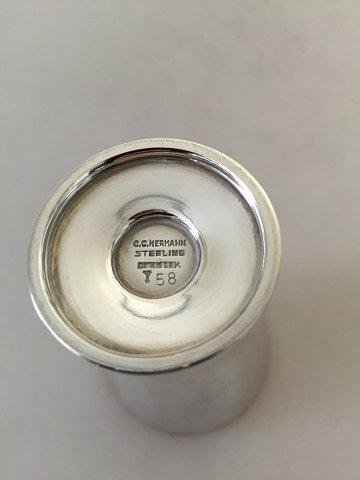 C.C.HERMANN
STERLING
DENMARK
Y 58